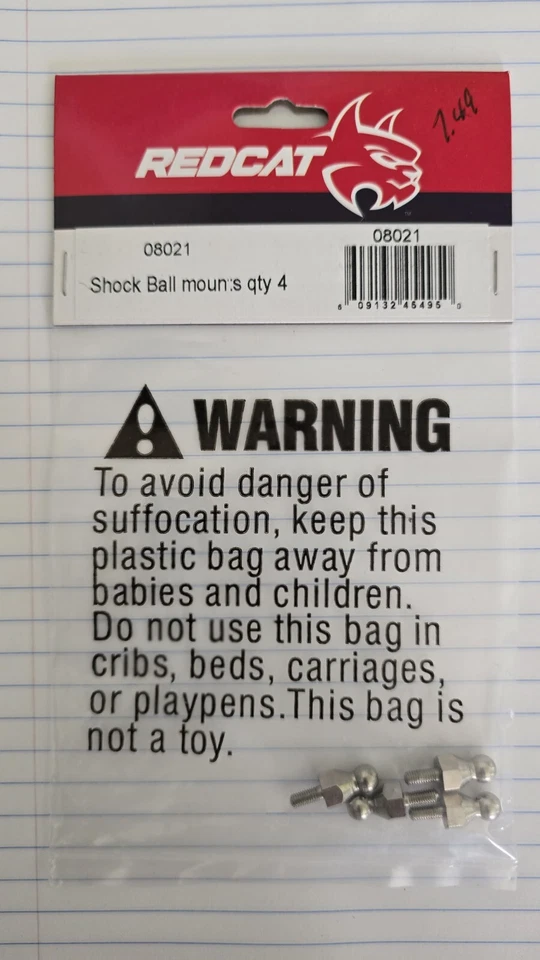 7.49
REDCAT
08021
08021
Shock Ball mounts qty 4
6 09132 45495 0
WARNING
To avoid danger of
suffocation, keep this
plastic bag away from
babies and children.
Do not use this bag in
cribs, beds, carriages,
or playpens.This bag is
not a toy.